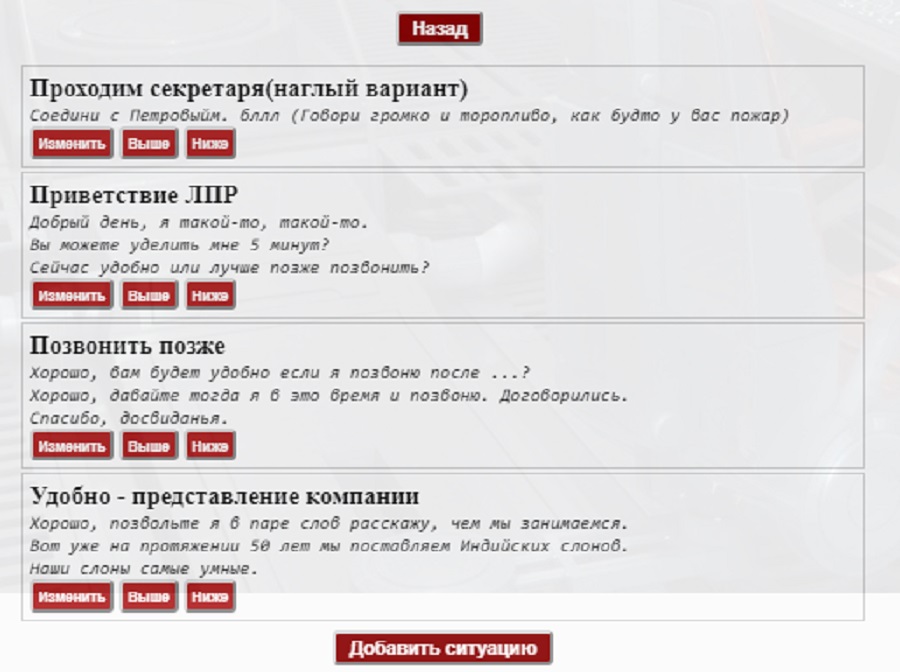 Назад
Проходим секретаря(наглый вариант)
Соедини с Петровыйм. бллл (Говори громко и торопливо, как будто у вас пожар)
Изменить Выше Ниже
Приветствие ЛПР
Добрый день, я такой-то, такой-то.
Вы можете уделить мне 5 минут?
Сейчас удобно или лучше позже позвонить?
Изменить Выше Ниже
Позвонить позже
Хорошо, вам будет удобно если я позвоню после ...?
Хорошо, давайте тогда я в это время и позвоню. Договорились.
Спасибо, досвиданья.
Изменить Выше Ниже
Удобно - представление компании
Хорошо, позвольте я в паре слов расскажу, чем мы занимаемся.
Вот уже на протяжении 50 лет мы поставляем Индийских слонов.
Наши слоны самые умные.
Изменить Выше Ниже
Добавить ситуацию